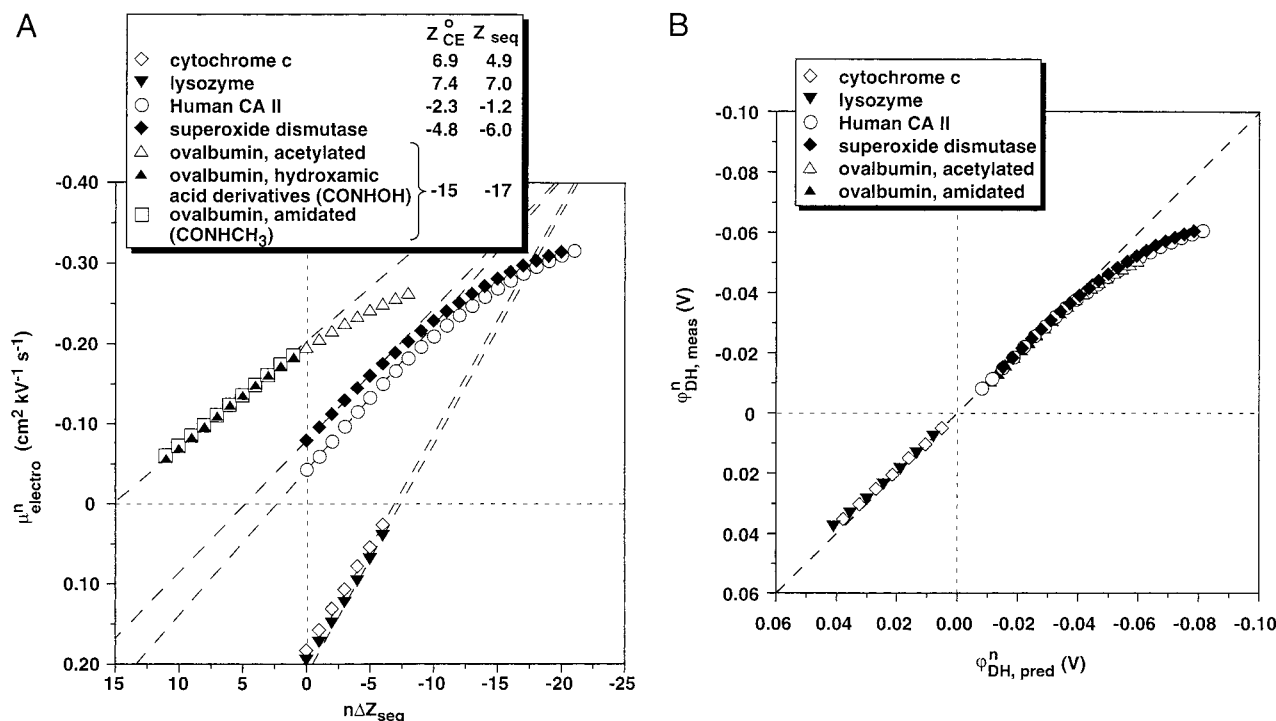 A
Z°CE Z seq
cytochrome c 6.9 4.9
lysozyme 7.4 7.0
Human CA II -2.3 -1.2
superoxide dismutase -4.8 -6.0
ovalbumin, acetylated
ovalbumin, hydroxamic
acid derivatives (CONHOH) -15 -17
ovalbumin, amidated
(CONHCH₃)
-0.40
-0.30
-0.20
-0.10
0
0.10
0.20
μⁿelectro (cm² kV⁻¹ s⁻¹)
15 10 5 0 -5 -10 -15 -20 -25
nΔZseq
B
cytochrome c
lysozyme
Human CA II
superoxide dismutase
ovalbumin, acetylated
ovalbumin, amidated
-0.10
-0.08
-0.06
-0.04
-0.02
0
0.02
0.04
0.06
φⁿDH, meas (V)
0.06 0.04 0.02 0.00 -0.02 -0.04 -0.06 -0.08 -0.10
φⁿDH, pred (V)